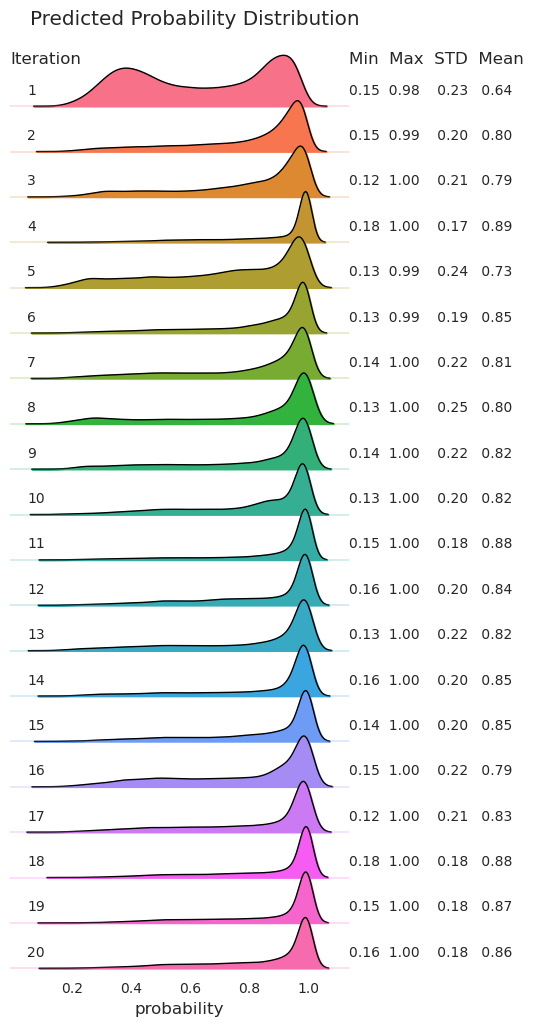 Predicted Probability Distribution
Iteration Min Max STD Mean
1 0.15 0.98 0.23 0.64
2 0.15 0.99 0.20 0.80
3 0.12 1.00 0.21 0.79
4 0.18 1.00 0.17 0.89
5 0.13 0.99 0.24 0.73
6 0.13 0.99 0.19 0.85
7 0.14 1.00 0.22 0.81
8 0.13 1.00 0.25 0.80
9 0.14 1.00 0.22 0.82
10 0.13 1.00 0.20 0.82
11 0.15 1.00 0.18 0.88
12 0.16 1.00 0.20 0.84
13 0.13 1.00 0.22 0.82
14 0.16 1.00 0.20 0.85
15 0.14 1.00 0.20 0.85
16 0.15 1.00 0.22 0.79
17 0.12 1.00 0.21 0.83
18 0.18 1.00 0.18 0.88
19 0.15 1.00 0.18 0.87
20 0.16 1.00 0.18 0.86
0.2 0.4 0.6 0.8 1.0
probability